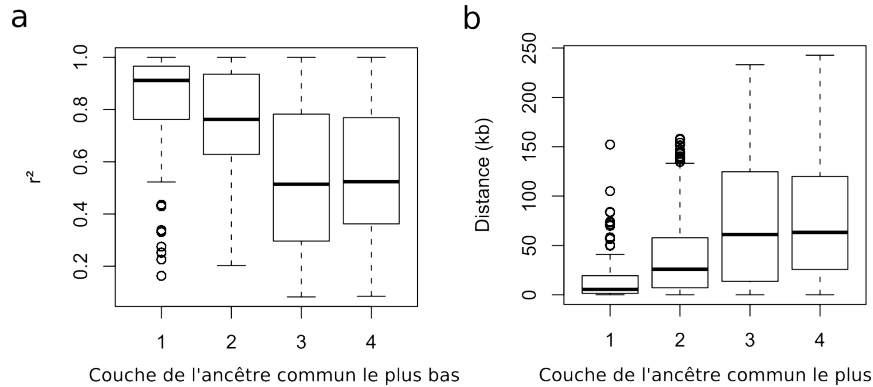 a
r²
1.0
0.8
0.6
0.4
0.2
1 2 3 4
Couche de l'ancêtre commun le plus bas
b
Distance (kb)
250
200
150
100
50
0
1 2 3 4
Couche de l'ancêtre commun le plus